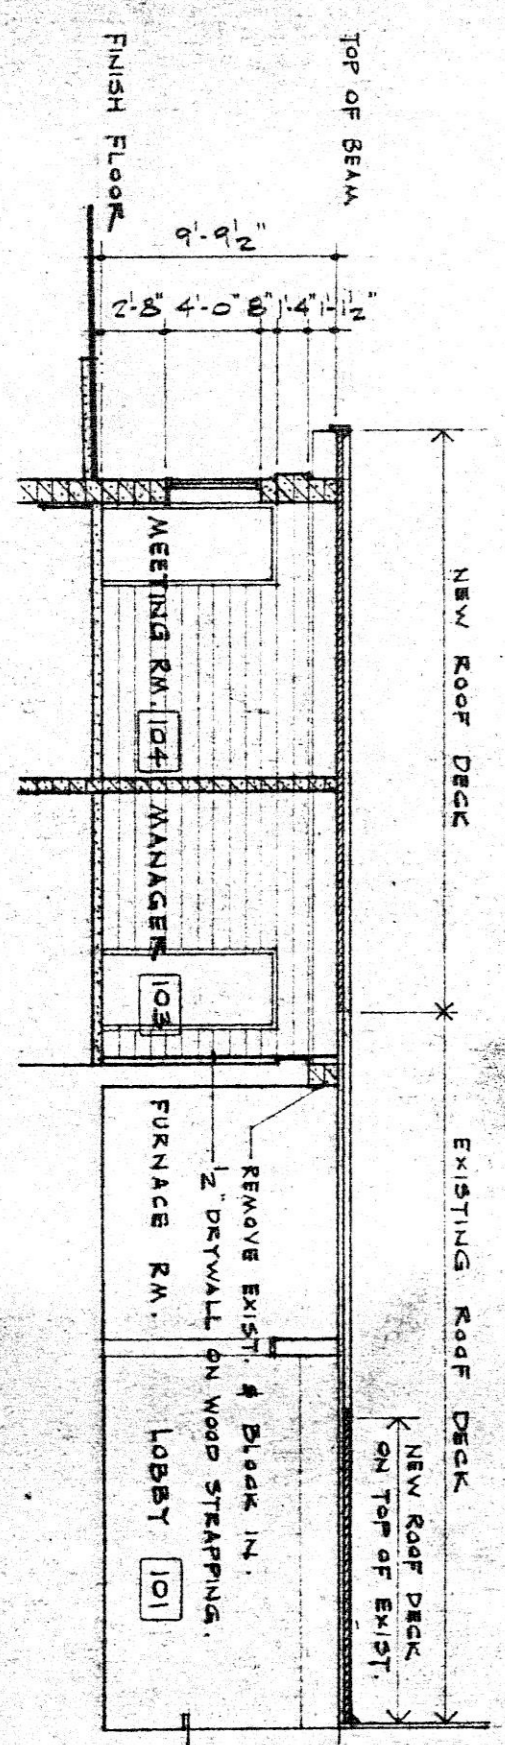 TOP OF BEAM
FINISH FLOOR
9'-9½"
2'-8" 4'-0" 8" 1'-4" 1'-1½"
NEW ROOF DECK
EXISTING ROOF DECK
NEW ROOF DECK
ON TOP OF EXIST.
MEETING RM. 104
MANAGER 103
REMOVE EXIST. & BLOCK IN.
½" DRYWALL ON WOOD STRAPPING.
FURNACE RM.
LOBBY 101